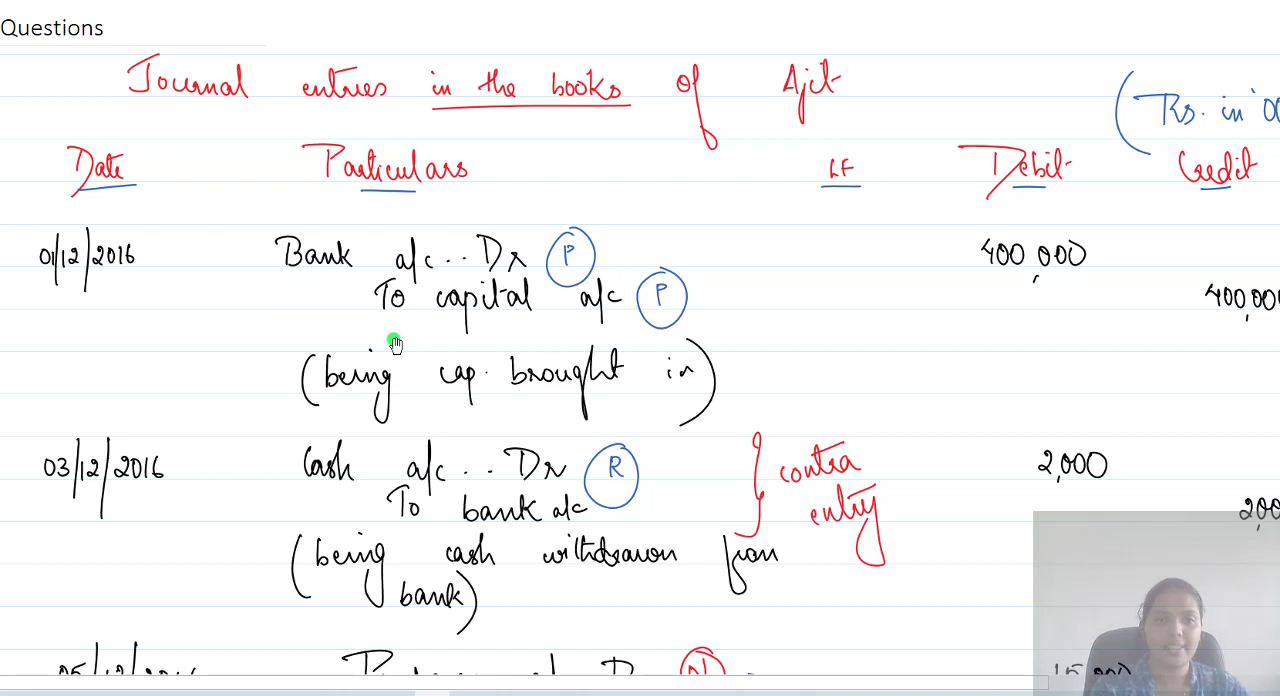 Questions
Journal entries in the books of Ajit
(Rs. in
Date Particulars LF Debit Credit
01/12/2016 Bank a/c.. Dr P 400,000
To capital a/c P 400,000
(being cap. brought in)
03/12/2016 Cash a/c.. Dr R } contra 2,000
To bank a/c entry
(being cash withdrawn from
bank)